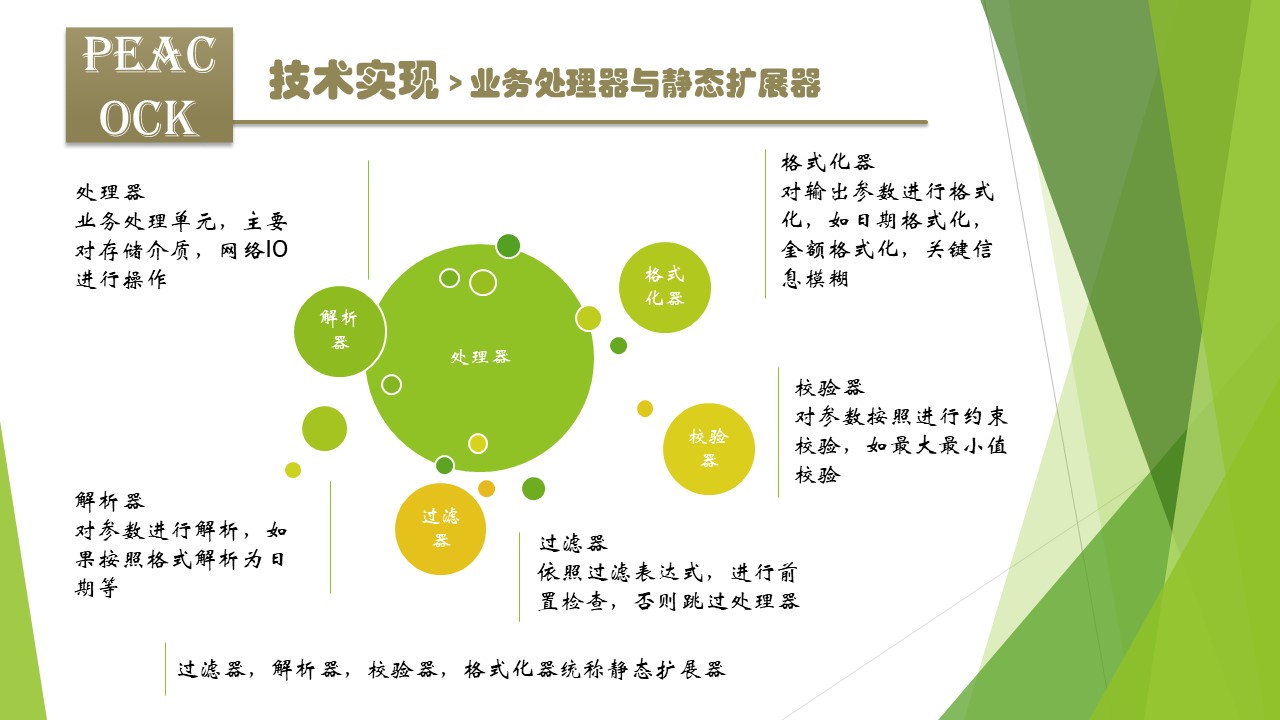 PEAC
OCK
技术实现 > 业务处理器与静态扩展器
处理器
业务处理单元，主要
对存储介质，网络IO
进行操作
格式化器
对输出参数进行格式
化，如日期格式化，
金额格式化，关键信
息模糊
格式
化器
解析
器
处理器
校验器
对参数按照进行约束
校验，如最大最小值
校验
校验
器
解析器
对参数进行解析，如
果按照格式解析为日
期等
过滤
器
过滤器
依照过滤表达式，进行前
置检查，否则跳过处理器
过滤器，解析器，校验器，格式化器统称静态扩展器